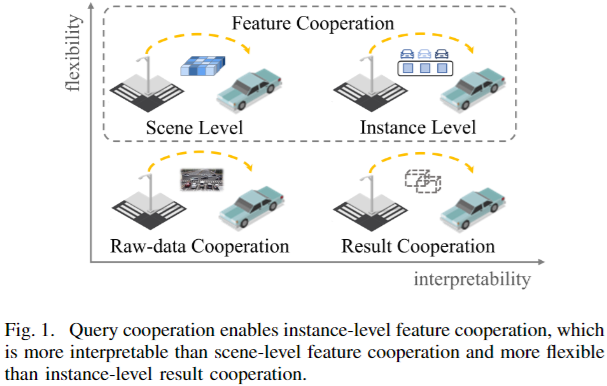 Feature Cooperation
flexibility
Scene Level
Instance Level
Raw-data Cooperation
Result Cooperation
interpretability
Fig. 1. Query cooperation enables instance-level feature cooperation, which
is more interpretable than scene-level feature cooperation and more flexible
than instance-level result cooperation.